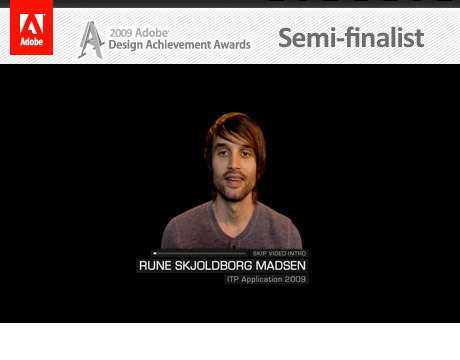 Adobe
2009 Adobe®
Design Achievement Awards
Semi-finalist
SKIP VIDEO INTRO
RUNE SKJOLDBORG MADSEN
ITP Application 2009